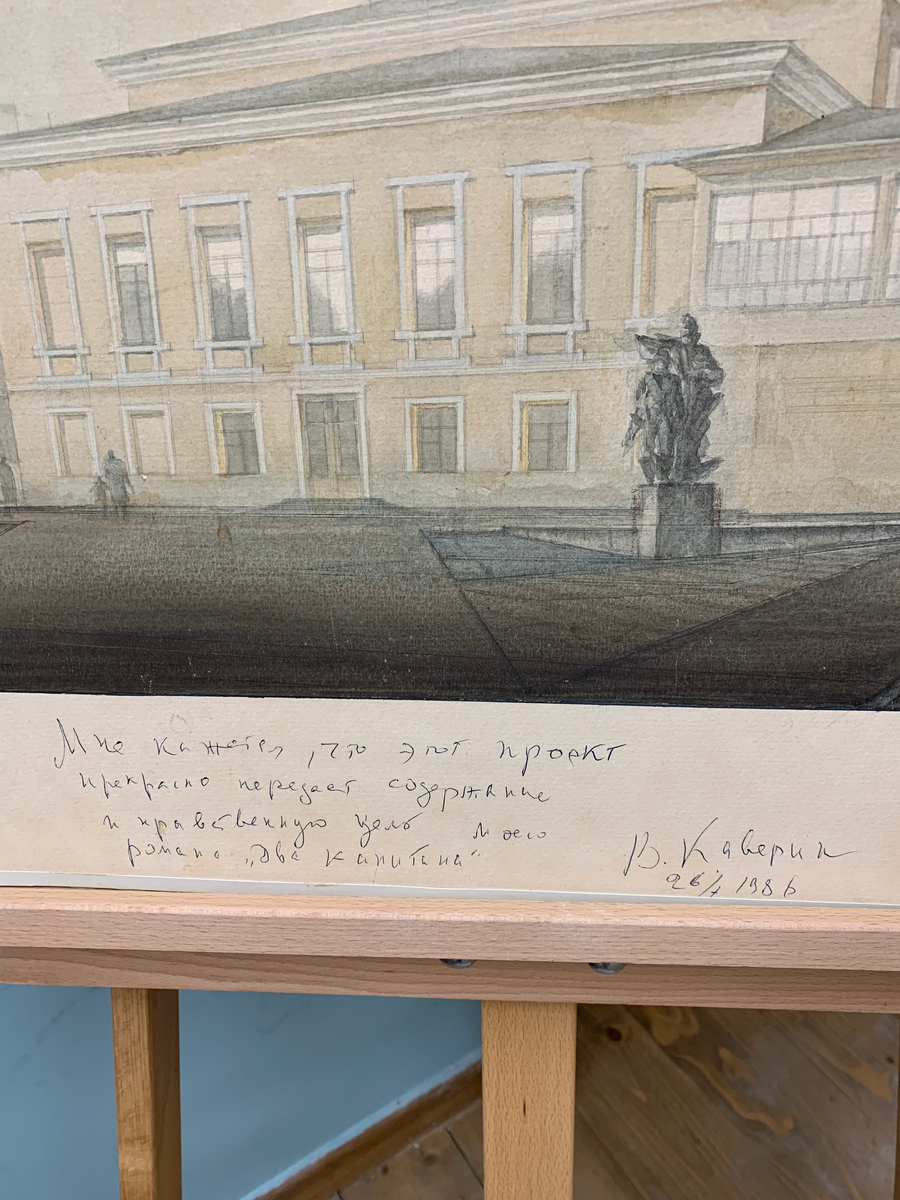 Мне кажется, что этот проект
прекрасно передает содержание
и нравственную цель моего
романа „Два капитана“
В. Каверин
1986